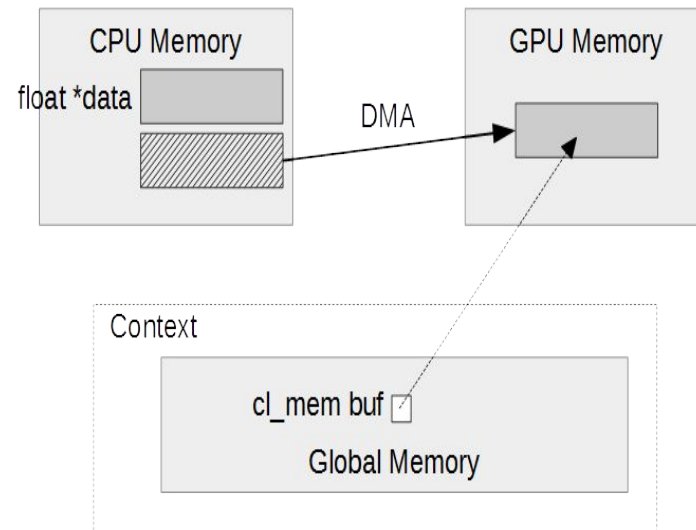 CPU Memory
GPU Memory
float *data
DMA
Context
cl_mem buf
Global Memory